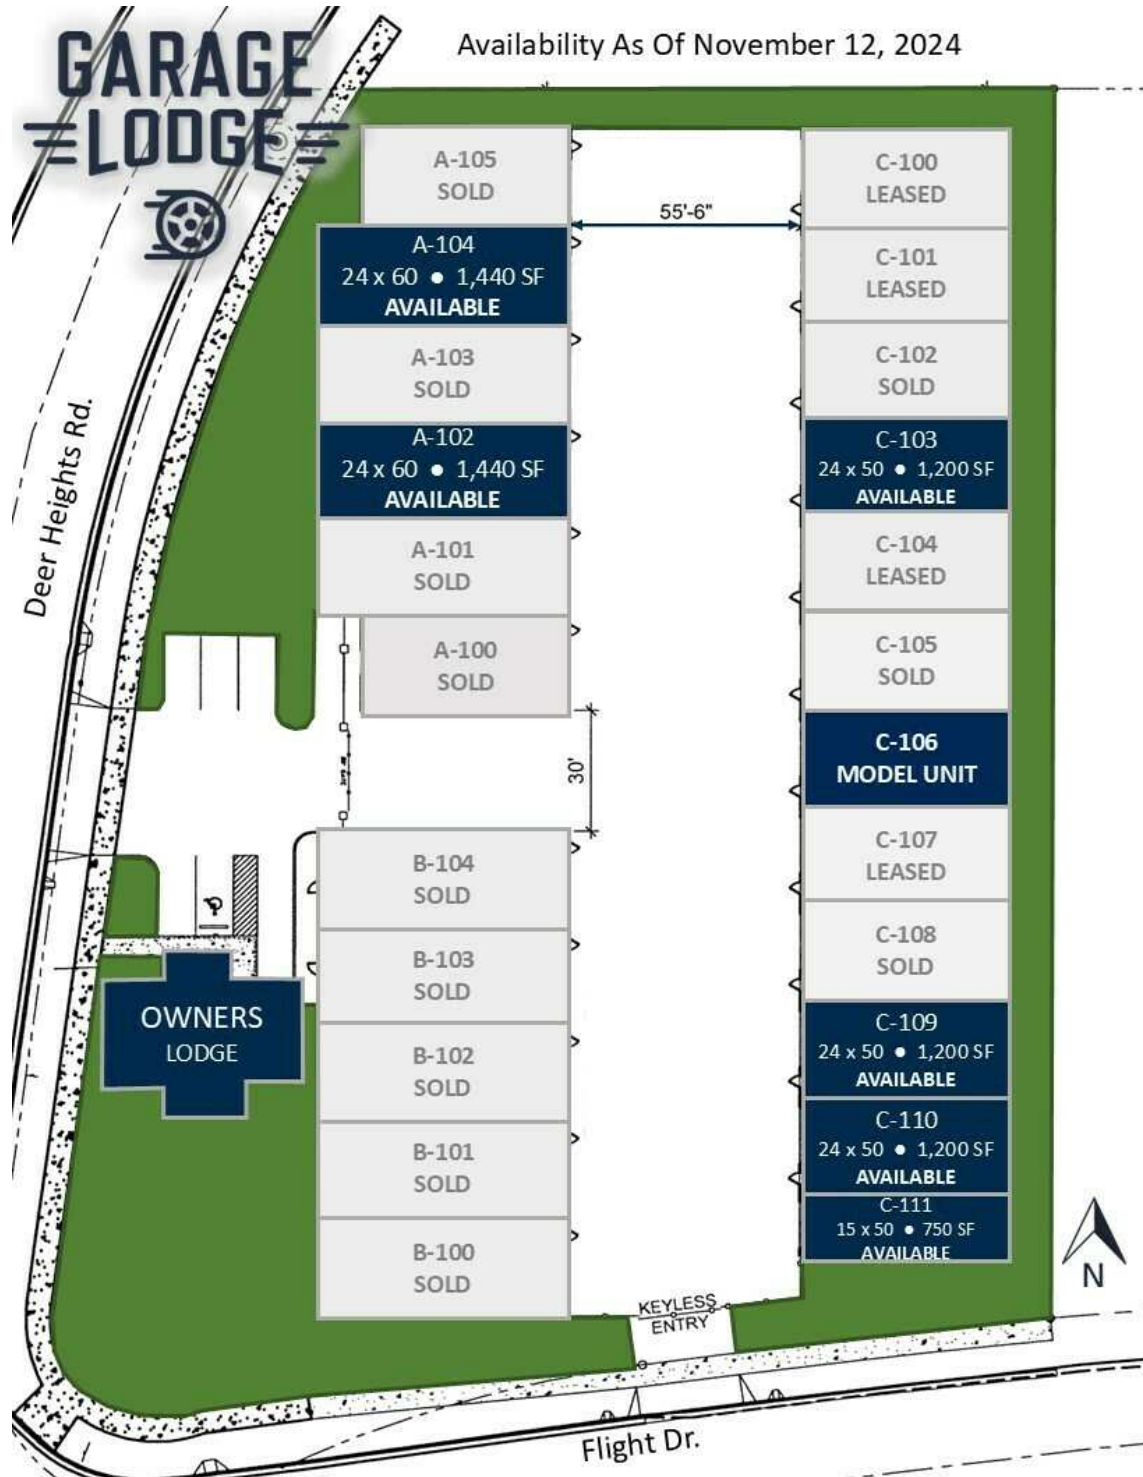 GARAGE
LODGE
Availability As Of November 12, 2024
A-105
SOLD
A-104
24 x 60 ● 1,440 SF
AVAILABLE
A-103
SOLD
A-102
24 x 60 ● 1,440 SF
AVAILABLE
A-101
SOLD
A-100
SOLD
55'-6"
C-100
LEASED
C-101
LEASED
C-102
SOLD
C-103
24 x 50 ● 1,200 SF
AVAILABLE
C-104
LEASED
C-105
SOLD
C-106
MODEL UNIT
C-107
LEASED
C-108
SOLD
C-109
24 x 50 ● 1,200 SF
AVAILABLE
C-110
24 x 50 ● 1,200 SF
AVAILABLE
C-111
15 x 50 ● 750 SF
AVAILABLE
Deer Heights Rd.
30'
B-104
SOLD
B-103
SOLD
B-102
SOLD
B-101
SOLD
B-100
SOLD
OWNERS
LODGE
KEYLESS
ENTRY
N
Flight Dr.